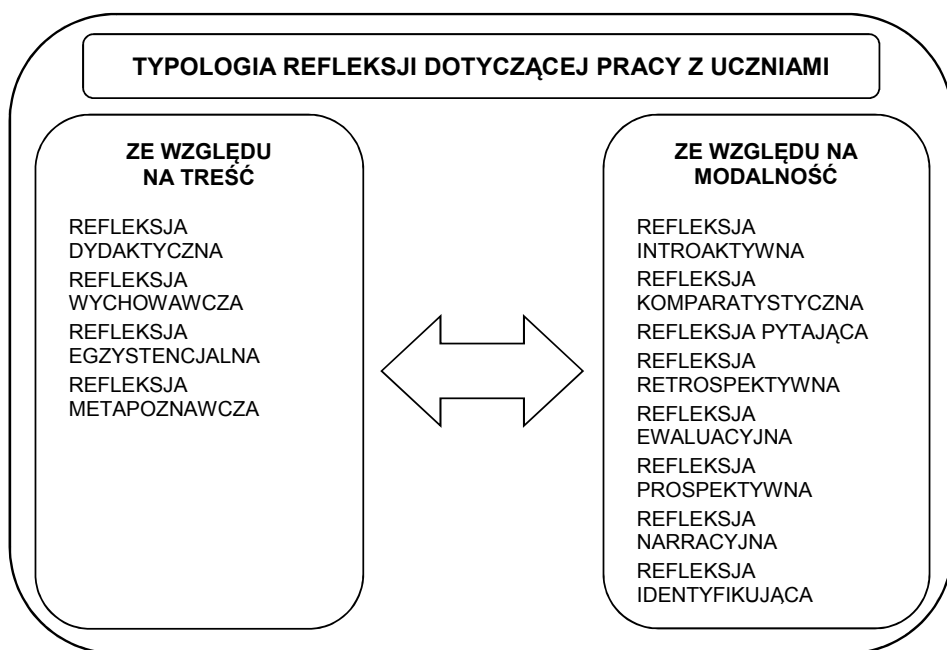 TYPOLOGIA REFLEKSJI DOTYCZĄCEJ PRACY Z UCZNIAMI
ZE WZGLĘDU
NA TREŚĆ
REFLEKSJA
DYDAKTYCZNA
REFLEKSJA
WYCHOWAWCZA
REFLEKSJA
EGZYSTENCJALNA
REFLEKSJA
METAPOZNAWCZA
ZE WZGLĘDU NA
MODALNOŚĆ
REFLEKSJA
INTROAKTYWNA
REFLEKSJA
KOMPARATYSTYCZNA
REFLEKSJA PYTAJĄCA
REFLEKSJA
RETROSPEKTYWNA
REFLEKSJA
EWALUACYJNA
REFLEKSJA
PROSPEKTYWNA
REFLEKSJA
NARRACYJNA
REFLEKSJA
IDENTYFIKUJĄCA